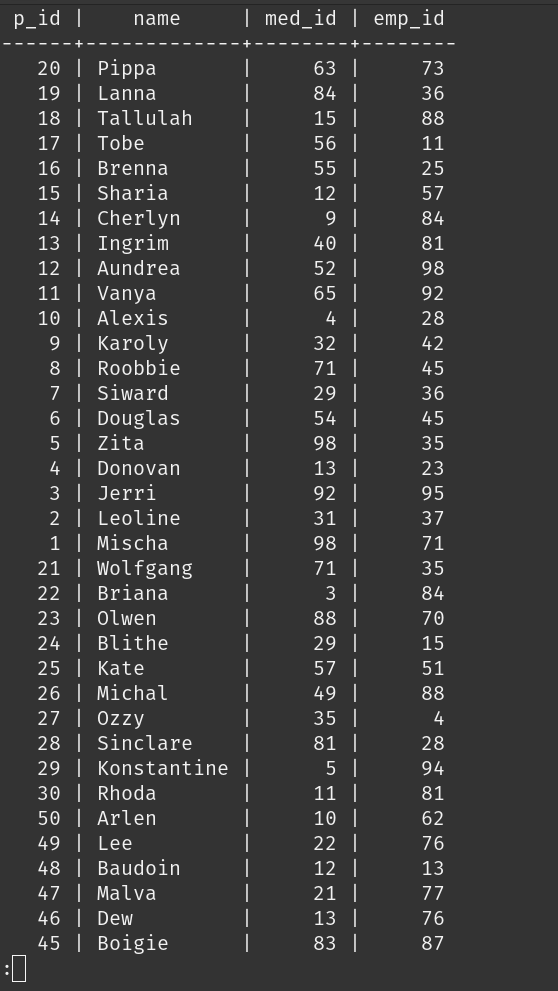 p_id |    name     | med_id | emp_id
------+-------------+--------+--------
   20 | Pippa       |     63 |     73
   19 | Lanna       |     84 |     36
   18 | Tallulah    |     15 |     88
   17 | Tobe        |     56 |     11
   16 | Brenna      |     55 |     25
   15 | Sharia      |     12 |     57
   14 | Cherlyn     |      9 |     84
   13 | Ingrim      |     40 |     81
   12 | Aundrea     |     52 |     98
   11 | Vanya       |     65 |     92
   10 | Alexis      |      4 |     28
    9 | Karoly      |     32 |     42
    8 | Roobbie     |     71 |     45
    7 | Siward      |     29 |     36
    6 | Douglas     |     54 |     45
    5 | Zita        |     98 |     35
    4 | Donovan     |     13 |     23
    3 | Jerri       |     92 |     95
    2 | Leoline     |     31 |     37
    1 | Mischa      |     98 |     71
   21 | Wolfgang    |     71 |     35
   22 | Briana      |      3 |     84
   23 | Olwen       |     88 |     70
   24 | Blithe      |     29 |     15
   25 | Kate        |     57 |     51
   26 | Michal      |     49 |     88
   27 | Ozzy        |     35 |      4
   28 | Sinclare    |     81 |     28
   29 | Konstantine |      5 |     94
   30 | Rhoda       |     11 |     81
   50 | Arlen       |     10 |     62
   49 | Lee         |     22 |     76
   48 | Baudoin     |     12 |     13
   47 | Malva       |     21 |     77
   46 | Dew         |     13 |     76
   45 | Boigie      |     83 |     87
: